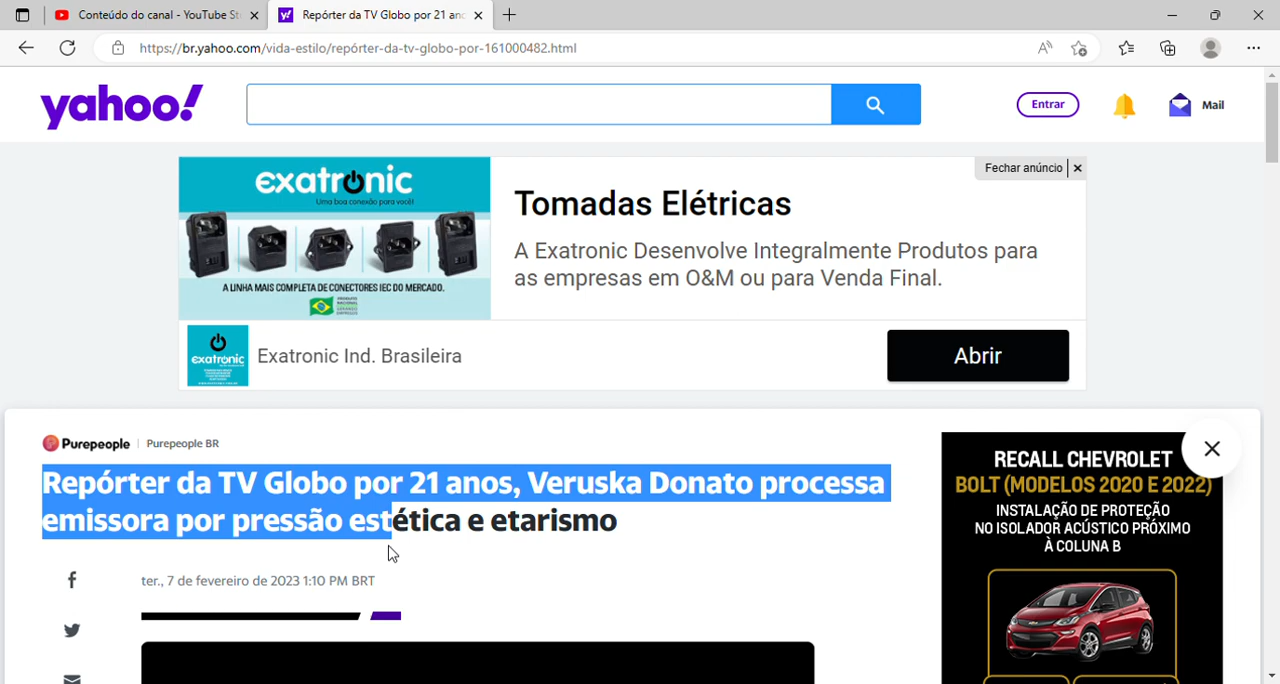 Conteúdo do canal - YouTube St
Repórter da TV Globo por 21 ano
https://br.yahoo.com/vida-estilo/repórter-da-tv-globo-por-161000482.html
yahoo!
Entrar
Mail
exatronic
Uma boa conexão para você!
A LINHA MAIS COMPLETA DE CONECTORES IEC DO MERCADO.
Fechar anúncio
Tomadas Elétricas
A Exatronic Desenvolve Integralmente Produtos para
as empresas em O&M ou para Venda Final.
exatronic
Exatronic Ind. Brasileira
Abrir
Purepeople
Purepeople BR
Repórter da TV Globo por 21 anos, Veruska Donato processa
emissora por pressão estética e etarismo
ter., 7 de fevereiro de 2023 1:10 PM BRT
RECALL CHEVROLET
BOLT (MODELOS 2020 E 2022)
INSTALAÇÃO DE PROTEÇÃO
NO ISOLADOR ACÚSTICO PRÓXIMO
À COLUNA B